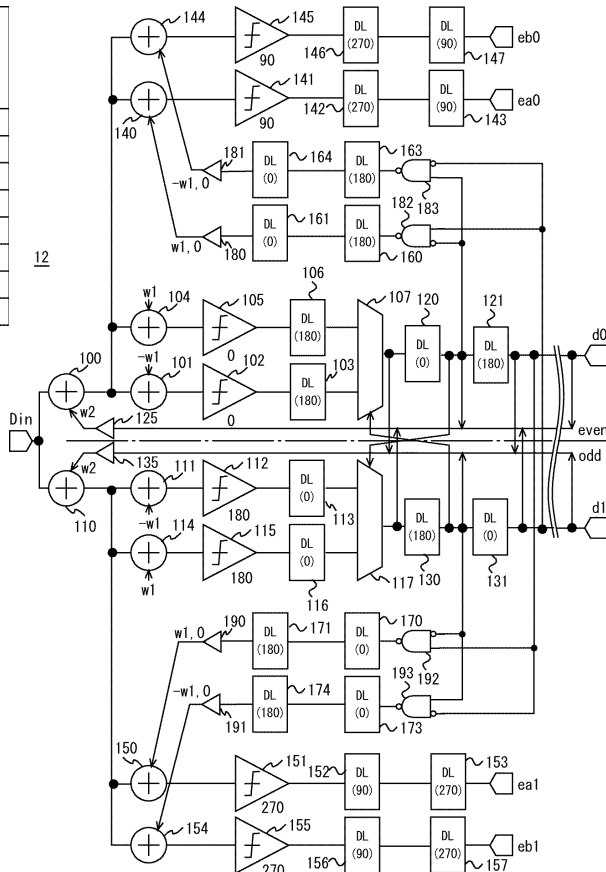 144 145 DL (270) DL (90) eb0
90 146 147
141 DL (270) DL (90) ea0
140 90 142 143
181 DL (0) 164 DL (180) 163
-w1, 0 183
12
DL (0) 161 DL (180) 182
w1, 0 180 160
106
w1 104 105 DL (180) 107 120 121
0 DL (0) DL (180) d0
100 -w1 101 102 DL (180) 103
0
Din w2 125 even
w2 135 odd
111 112 DL (0)
110 -w1 180 113
114 115 DL (0) DL (180) DL (0) d1
w1 180 116 117 130 131
w1, 0 190 DL (180) 171 DL (0) 170
192
-w1, 0 191 DL (180) 174 DL (0) 193
173
150 151 152 DL (90) DL (270) 153 ea1
270
154 155 DL (90) DL (270) eb1
270 156 157